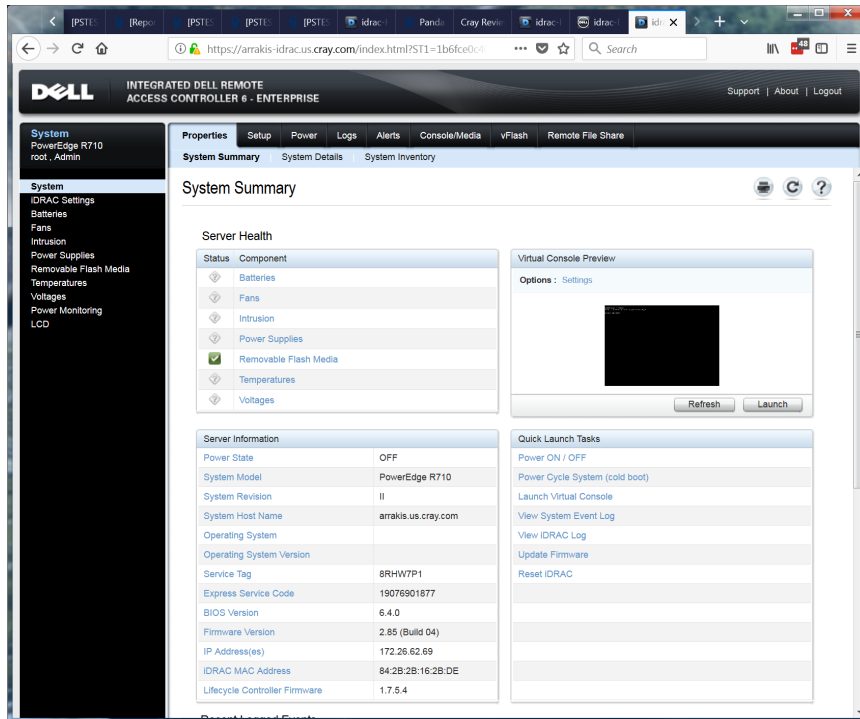 [PSTES
[Repor
[PSTES
[PSTES
[PSTES
idrac-
Panda
Cray Revie
idrac-
idrac-
idr
https://arrakis-idrac.us.cray.com/index.html?ST1=1b6fce0c4
Search
48
DELL
INTEGRATED DELL REMOTE
ACCESS CONTROLLER 6 - ENTERPRISE
Support | About | Logout
System
PowerEdge R710
root , Admin
Properties Setup Power Logs Alerts Console/Media vFlash Remote File Share
System Summary System Details System Inventory
System
iDRAC Settings
Batteries
Fans
Intrusion
Power Supplies
Removable Flash Media
Temperatures
Voltages
Power Monitoring
LCD
System Summary
Server Health
Status Component
Batteries
Fans
Intrusion
Power Supplies
Removable Flash Media
Temperatures
Voltages
Virtual Console Preview
Options : Settings
Refresh Launch
Server Information
Power State OFF
System Model PowerEdge R710
System Revision II
System Host Name arrakis.us.cray.com
Operating System
Operating System Version
Service Tag 8RHW7P1
Express Service Code 19076901877
BIOS Version 6.4.0
Firmware Version 2.85 (Build 04)
IP Address(es) 172.26.62.69
iDRAC MAC Address 84:2B:2B:16:2B:DE
Lifecycle Controller Firmware 1.7.5.4
Quick Launch Tasks
Power ON / OFF
Power Cycle System (cold boot)
Launch Virtual Console
View System Event Log
View iDRAC Log
Update Firmware
Reset iDRAC
Recent Logged Events